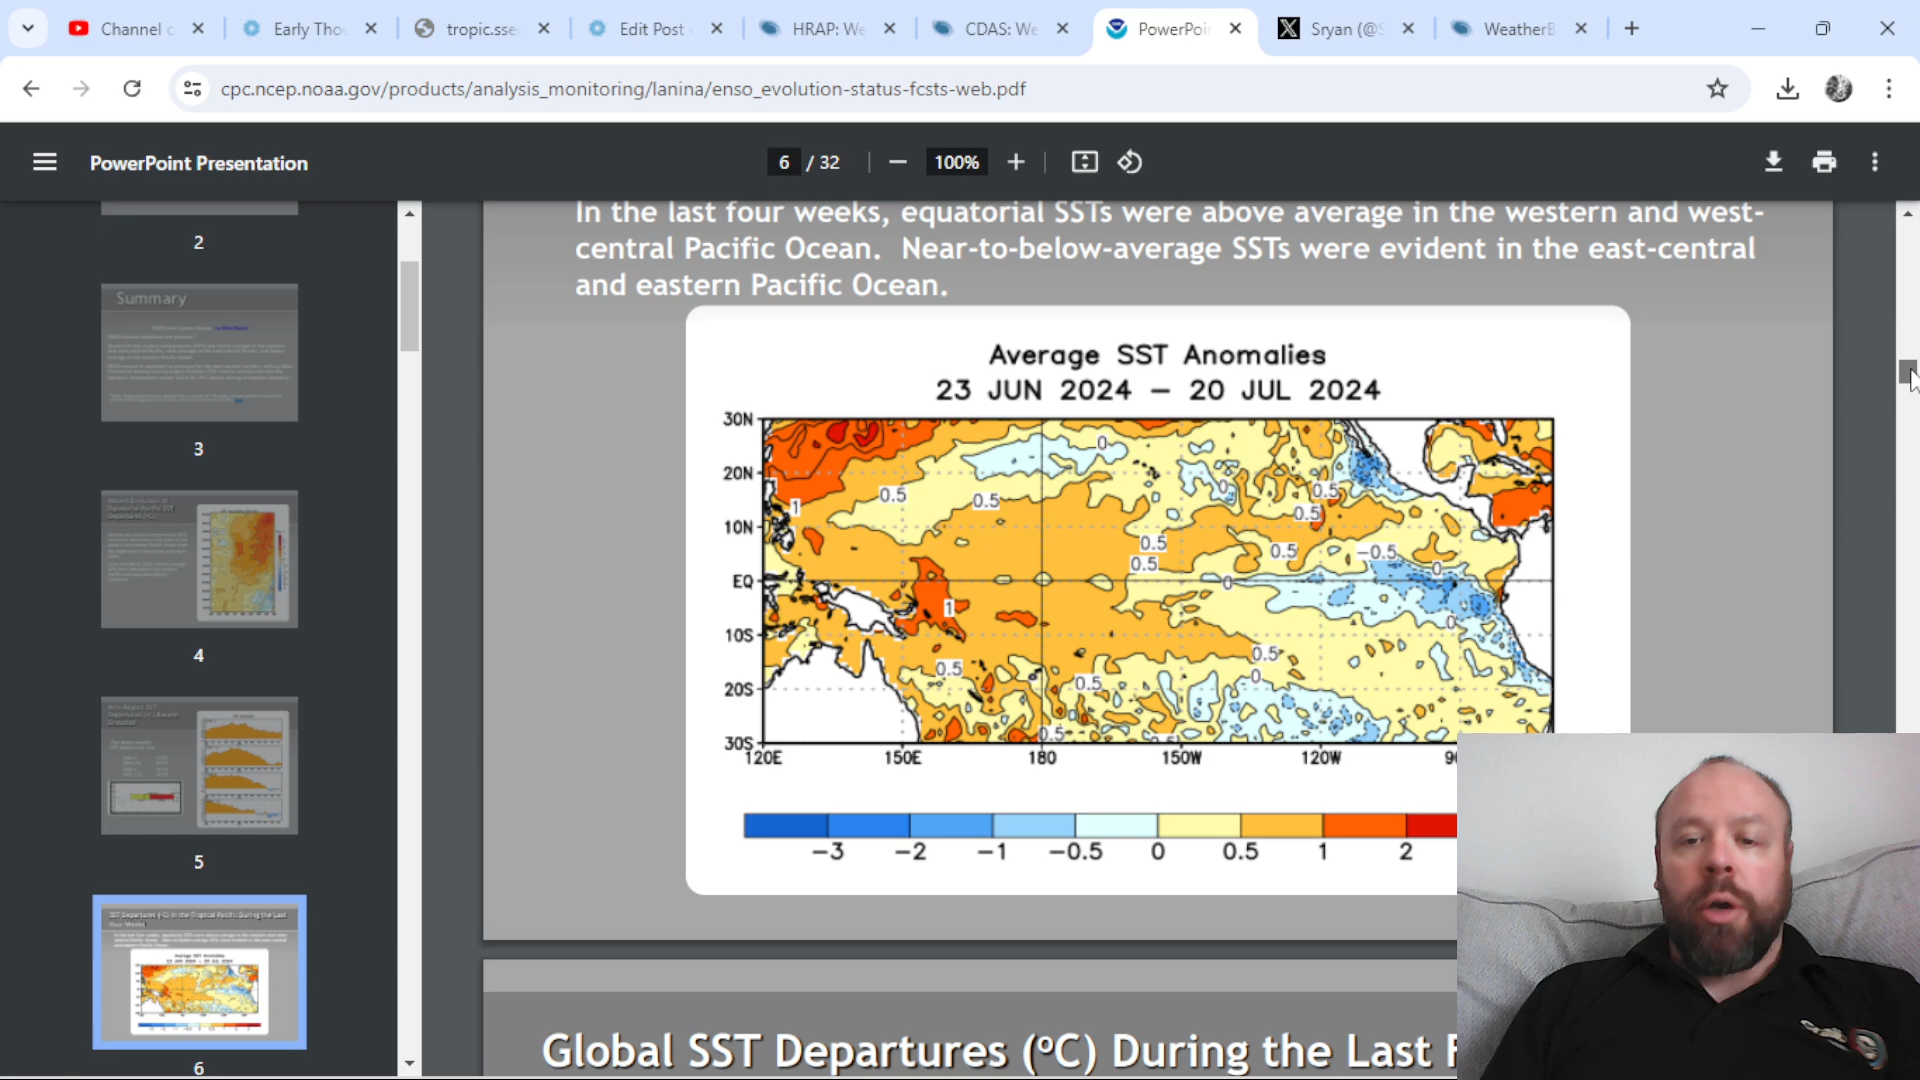 Channel c
Early Tho
tropic.sse
Edit Post
HRAP: We
CDAS: We
PowerPoi
Sryan (@S
WeatherB
cpc.ncep.noaa.gov/products/analysis_monitoring/lanina/enso_evolution-status-fcsts-web.pdf
PowerPoint Presentation
6 / 32
100%
2
Summary
3
4
5
6
In the last four weeks, equatorial SSTs were above average in the western and west-
central Pacific Ocean. Near-to-below-average SSTs were evident in the east-central
and eastern Pacific Ocean.
Average SST Anomalies
23 JUN 2024 – 20 JUL 2024
30N
20N
10N
EQ
10S
20S
30S
120E 150E 180 150W 120W 9
-3 -2 -1 -0.5 0 0.5 1 2
Global SST Departures (ºC) During the Last F